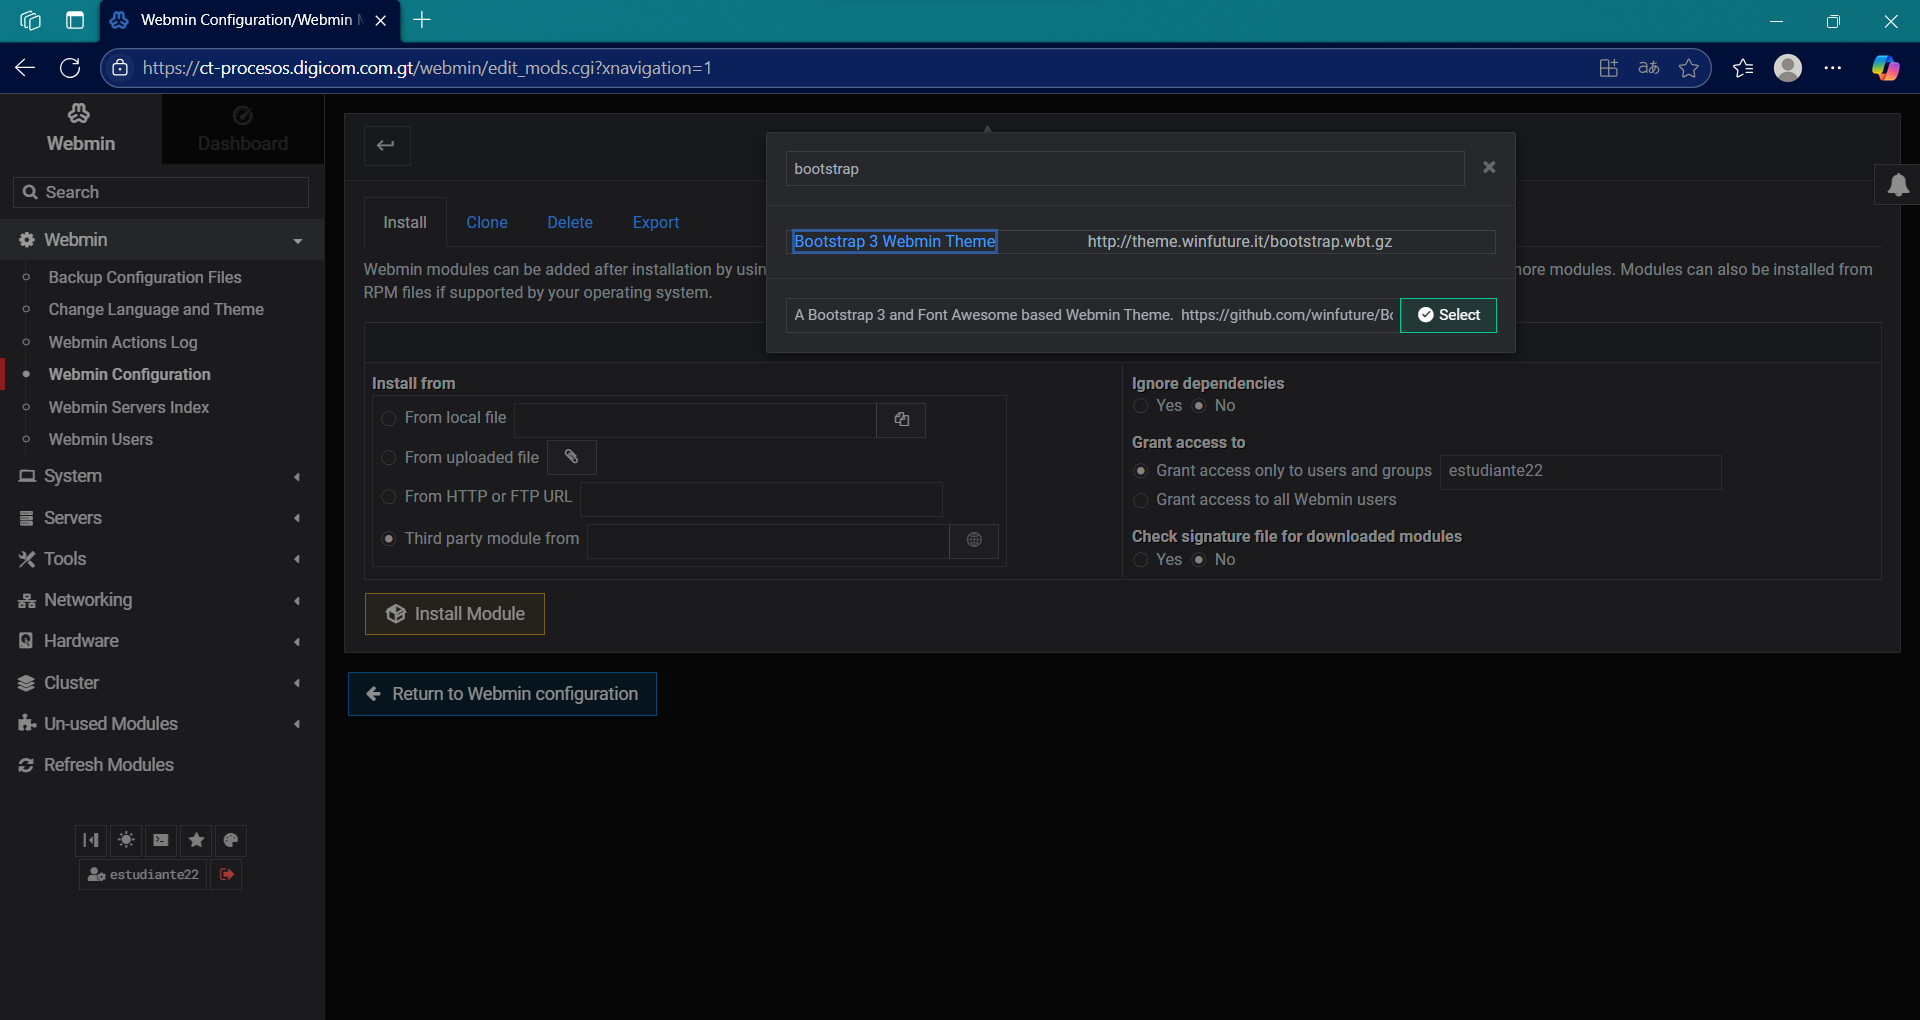 Webmin Configuration/Webmin
https://ct-procesos.digicom.com.gt/webmin/edit_mods.cgi?xnavigation=1
aあ
Webmin
Dashboard
Search
Webmin
Backup Configuration Files
Change Language and Theme
Webmin Actions Log
Webmin Configuration
Webmin Servers Index
Webmin Users
System
Servers
Tools
Networking
Hardware
Cluster
Un-used Modules
Refresh Modules
estudiante22
bootstrap
Bootstrap 3 Webmin Theme http://theme.winfuture.it/bootstrap.wbt.gz
A Bootstrap 3 and Font Awesome based Webmin Theme. https://github.com/winfuture/Bo
Select
Install Clone Delete Export
Webmin modules can be added after installation by usin
more modules. Modules can also be installed from
RPM files if supported by your operating system.
Install from
From local file
From uploaded file
From HTTP or FTP URL
Third party module from
Ignore dependencies
Yes No
Grant access to
Grant access only to users and groups estudiante22
Grant access to all Webmin users
Check signature file for downloaded modules
Yes No
Install Module
Return to Webmin configuration